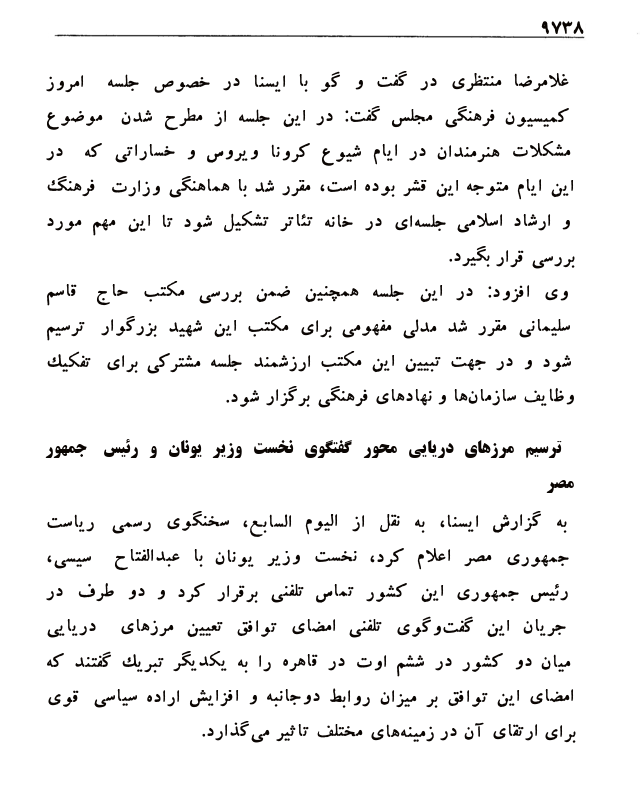 ۹۷۳۸
غلامرضا منتظری در گفت و گو با ایسنا در خصوص جلسه امروز
کمیسیون فرهنگی مجلس گفت: در این جلسه از مطرح شدن موضوع
مشکلات هنرمندان در ایام شیوع کرونا ویروس و خساراتی که در
این ایام متوجه این قشر بوده است، مقرر شد با هماهنگی وزارت فرهنگ
و ارشاد اسلامی جلسه‌ای در خانه تئاتر تشکیل شود تا این مهم مورد
بررسی قرار بگیرد.
وی افزود: در این جلسه همچنین ضمن بررسی مکتب حاج قاسم
سلیمانی مقرر شد مدلی مفهومی برای مکتب این شهید بزرگوار ترسیم
شود و در جهت تبیین این مکتب ارزشمند جلسه مشترکی برای تفکیک
وظایف سازمان‌ها و نهادهای فرهنگی برگزار شود.
ترسیم مرزهای دریایی محور گفتگوی نخست وزیر یونان و رئیس جمهور
مصر
به گزارش ایسنا، به نقل از الیوم السابع، سخنگوی رسمی ریاست
جمهوری مصر اعلام کرد، نخست وزیر یونان با عبدالفتاح سیسی،
رئیس جمهوری این کشور تماس تلفنی برقرار کرد و دو طرف در
جریان این گفت‌وگوی تلفنی امضای توافق تعیین مرزهای دریایی
میان دو کشور در ششم اوت در قاهره را به یکدیگر تبریک گفتند که
امضای این توافق بر میزان روابط دوجانبه و افزایش اراده سیاسی قوی
برای ارتقای آن در زمینه‌های مختلف تاثیر می‌گذارد.